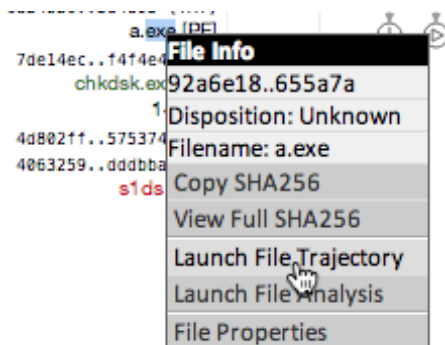 a.exe [PE]
File Info
7de14ec..f4f4e4
92a6e18..655a7a
chkdsk.ex
Disposition: Unknown
1.
4d802ff..575374
Filename: a.exe
4063259..dddbba
Copy SHA256
s1ds
View Full SHA256
Launch File Trajectory
Launch File Analysis
File Properties